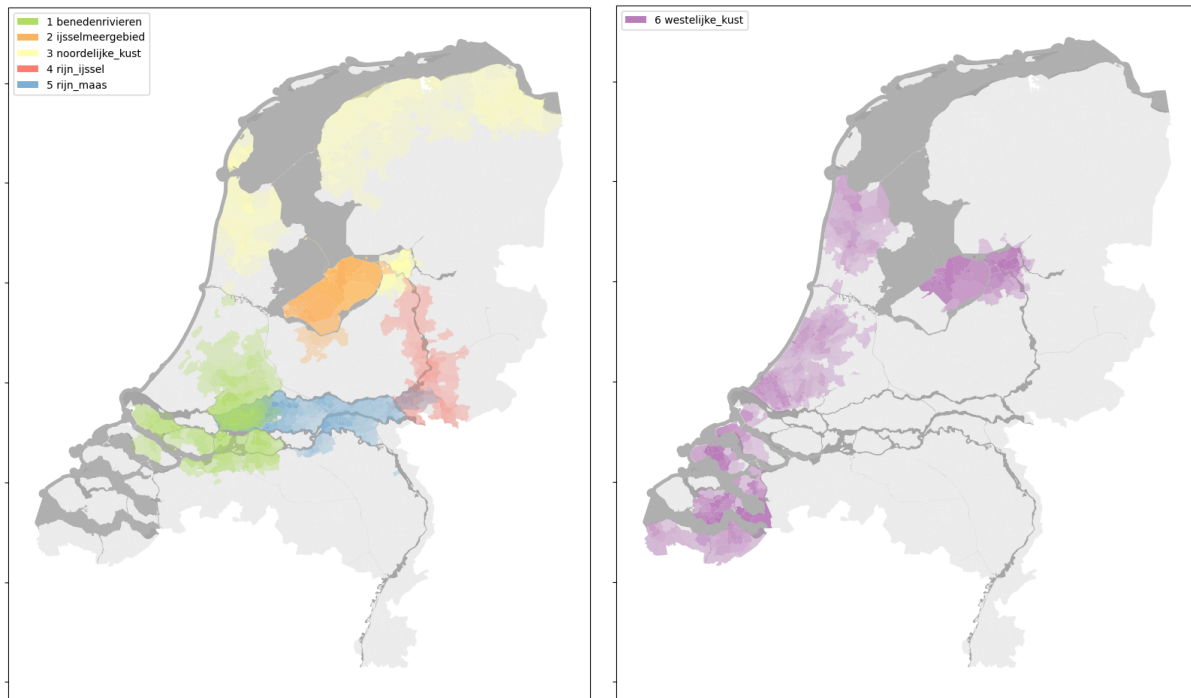 1 benedenrivieren
2 ijsselmeergebied
3 noordelijke_kust
4 rijn_ijssel
5 rijn_maas
6 westelijke_kust